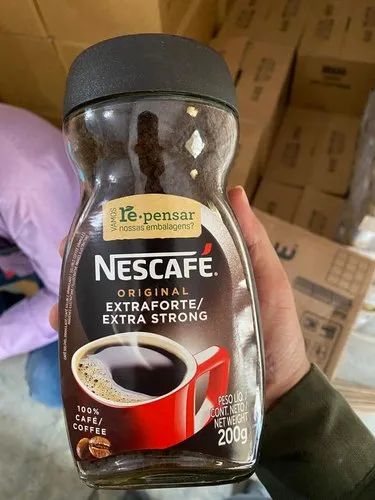 VAMOS
re•pensar
nossas embalagens?
NESCAFÉ
ORIGINAL
EXTRAFORTE/
EXTRA STRONG
100%
CAFÉ/
COFFEE
PESO LIQ.
CONT. NETO
NET WEIGHT
200g